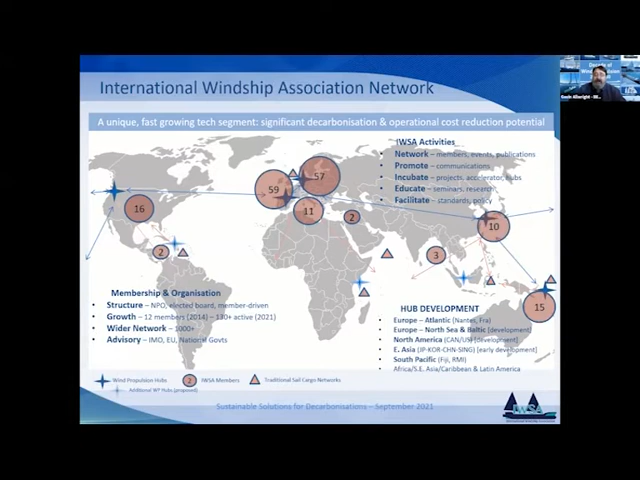 International Windship Association Network
A unique, fast growing tech segment: significant decarbonisation & operational cost reduction potential
IWSA Activities
Network – members, events, publications
Promote – communications
Incubate – projects, accelerator, hubs
Educate – seminars, research
Facilitate – standards, policy
59
57
11
16
2
2
3
10
15
Membership & Organisation
• Structure – NPO, elected board, member-driven
• Growth – 12 members (2014) – 130+ active (2021)
• Wider Network – 1000+
• Advisory – IMO, EU, National Govts
HUB DEVELOPMENT
Europe – Atlantic (Nantes, Fra)
Europe – North Sea & Baltic [development]
North America (CAN/US) [development]
E. Asia (JP-KOR-CHN-SING) [early development]
South Pacific (Fiji, RMI)
Africa/S.E. Asia/Caribbean & Latin America
Wind Propulsion Hubs
2 IWSA Members
Traditional Sail Cargo Networks
Additional WP Hubs (proposed)
Sustainable Solutions for Decarbonisations – September 2021
IWSA